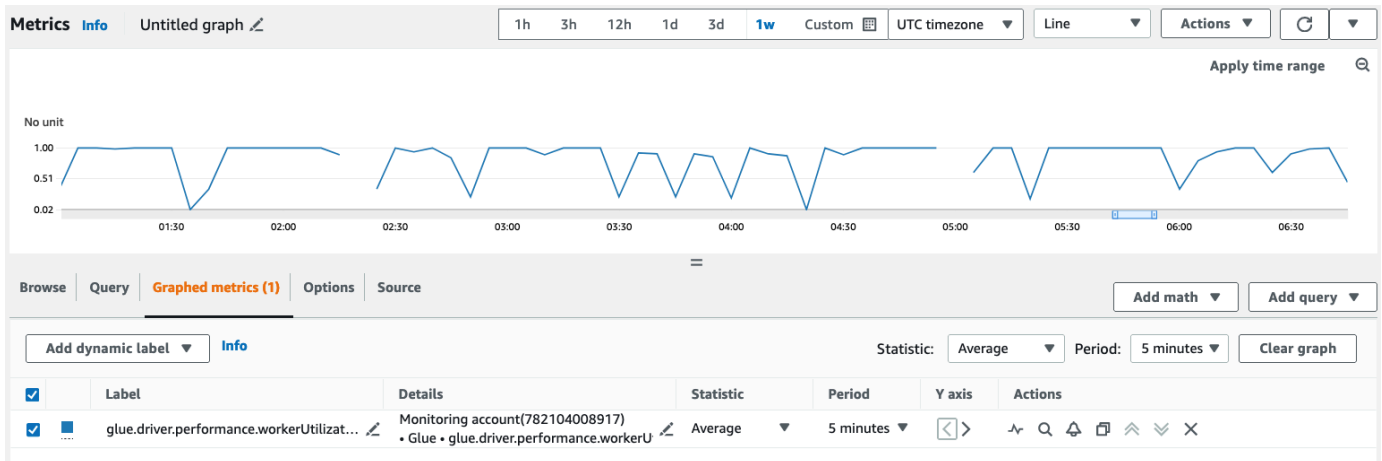 Metrics Info Untitled graph 1h 3h 12h 1d 3d 1w Custom UTC timezone Line Actions
Apply time range
No unit
1.00
0.51
0.02
01:30 02:00 02:30 03:00 03:30 04:00 04:30 05:00 05:30 06:00 06:30
Browse Query Graphed metrics (1) Options Source Add math Add query
Add dynamic label Info Statistic: Average Period: 5 minutes Clear graph
Label Details Statistic Period Y axis Actions
glue.driver.performance.workerUtilizat... Monitoring account(782104008917) Average 5 minutes
• Glue • glue.driver.performance.workerU